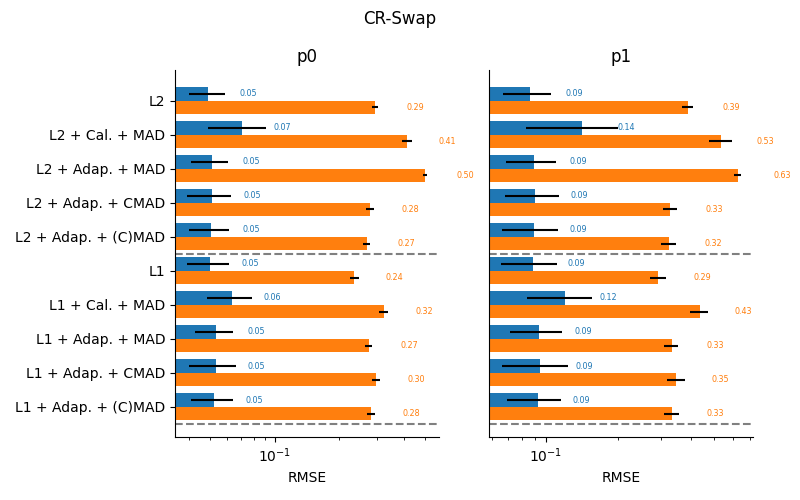 CR-Swap
p0
p1
L2
0.05
0.29
0.09
0.39
L2 + Cal. + MAD
0.07
0.41
0.14
0.53
L2 + Adap. + MAD
0.05
0.50
0.09
0.63
L2 + Adap. + CMAD
0.05
0.28
0.09
0.33
L2 + Adap. + (C)MAD
0.05
0.27
0.09
0.32
L1
0.05
0.24
0.09
0.29
L1 + Cal. + MAD
0.06
0.32
0.12
0.43
L1 + Adap. + MAD
0.05
0.27
0.09
0.33
L1 + Adap. + CMAD
0.05
0.30
0.09
0.35
L1 + Adap. + (C)MAD
0.05
0.28
0.09
0.33
10⁻¹
10⁻¹
RMSE
RMSE